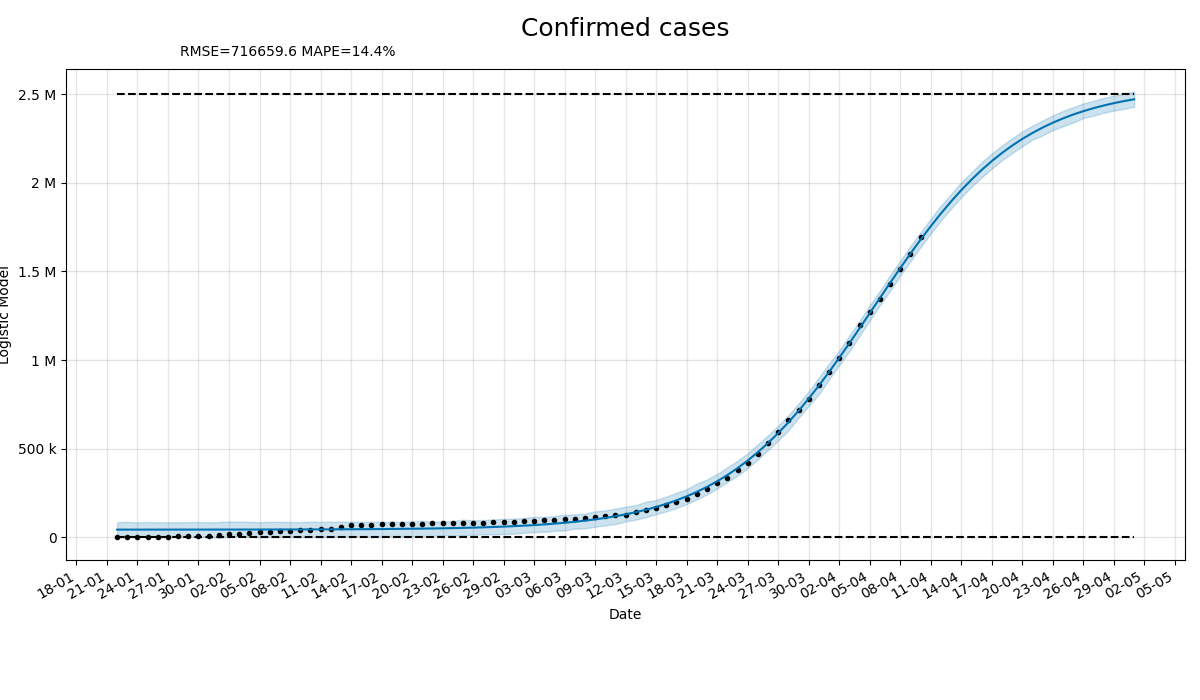 Confirmed cases
RMSE=716659.6 MAPE=14.4%
2.5 M
2 M
1.5 M
1 M
500 k
0
Logistic Model
18-01 21-01 24-01 27-01 30-01 02-02 05-02 08-02 11-02 14-02 17-02 20-02 23-02 26-02 29-02 03-03 06-03 09-03 12-03 15-03 18-03 21-03 24-03 27-03 30-03 02-04 05-04 08-04 11-04 14-04 17-04 20-04 23-04 26-04 29-04 02-05 05-05
Date